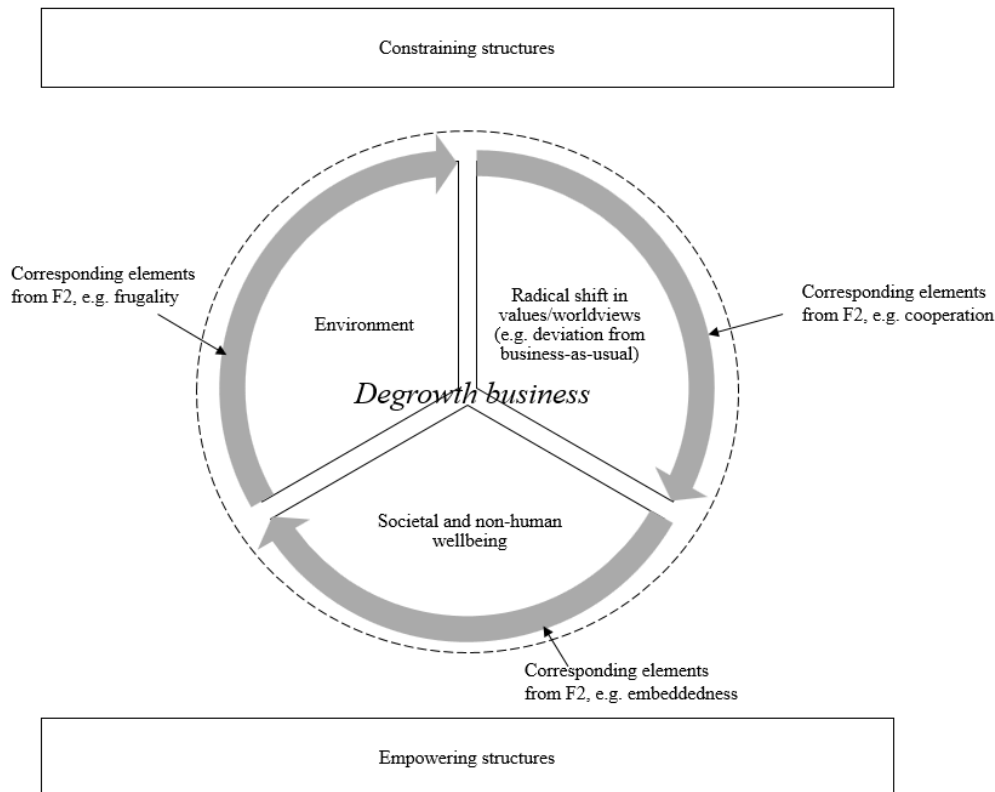 Constraining structures
Corresponding elements
from F2, e.g. frugality
Environment
Radical shift in
values/worldviews
(e.g. deviation from
business-as-usual)
Corresponding elements
from F2, e.g. cooperation
Degrowth business
Societal and non-human
wellbeing
Corresponding elements
from F2, e.g. embeddedness
Empowering structures